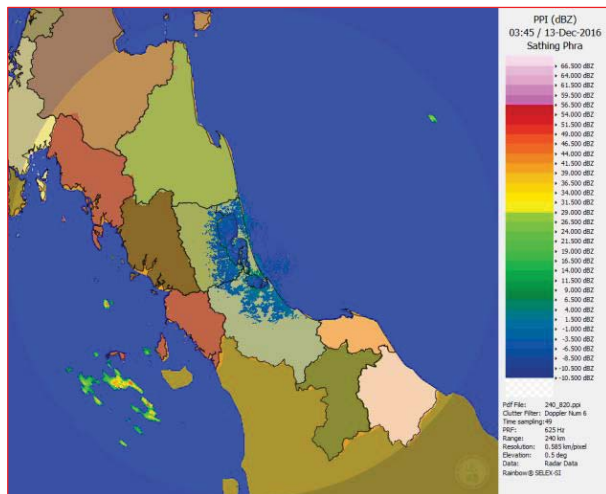 PPI (dBZ)
03:45 / 13-Dec-2016
Sathing Phra
66.500 dBZ
64.000 dBZ
61.500 dBZ
59.000 dBZ
56.500 dBZ
54.000 dBZ
51.500 dBZ
49.000 dBZ
46.500 dBZ
44.000 dBZ
41.500 dBZ
39.000 dBZ
36.500 dBZ
34.000 dBZ
31.500 dBZ
29.000 dBZ
26.500 dBZ
24.000 dBZ
21.500 dBZ
19.000 dBZ
16.500 dBZ
14.000 dBZ
11.500 dBZ
9.000 dBZ
6.500 dBZ
4.000 dBZ
1.500 dBZ
-1.000 dBZ
-3.500 dBZ
-6.000 dBZ
-8.500 dBZ
-10.500 dBZ
Pdf File: 240_820.ppi
Clutter Filter: Doppler Num 6
Time sampling: 49
PRF: 625 Hz
Range: 240 km
Resolution: 0.585 km/pixel
Elevation: 0.5 deg
Data: Radar Data
Rainbow® SELEX-SI